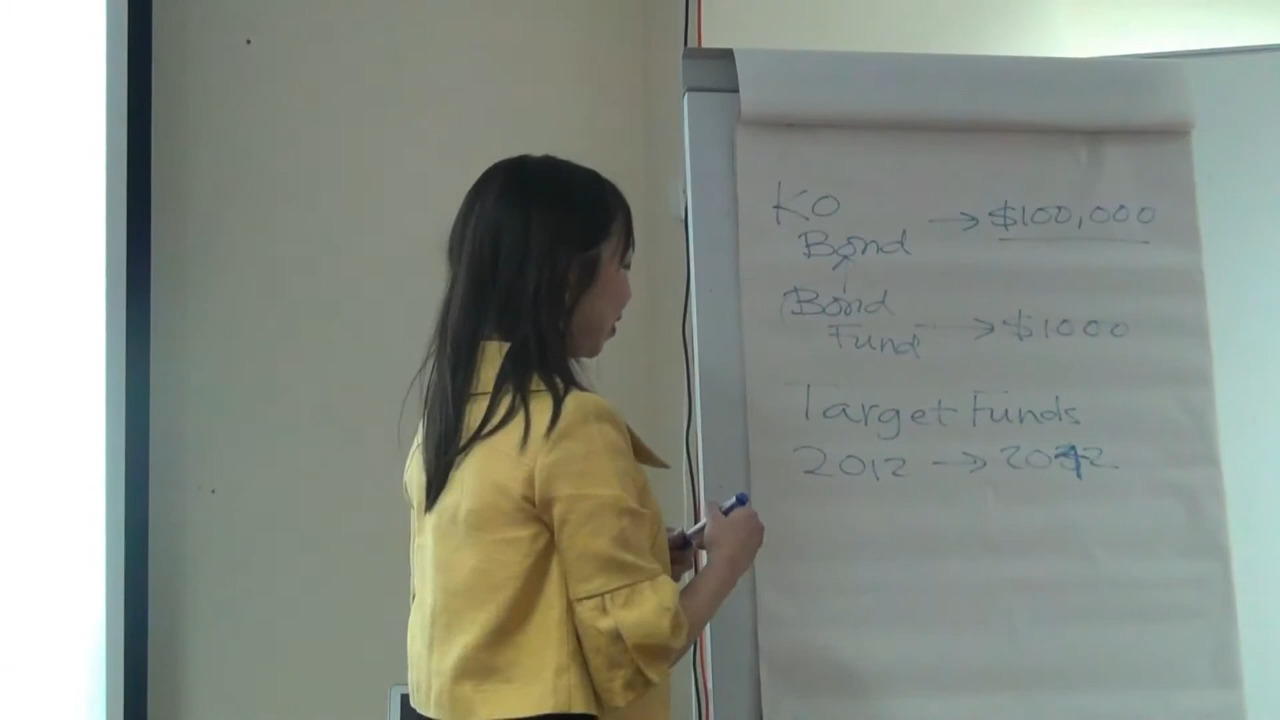 KO
Bond → $100,000
Bond
Fund → $1000
Target Funds
2012 → 2042